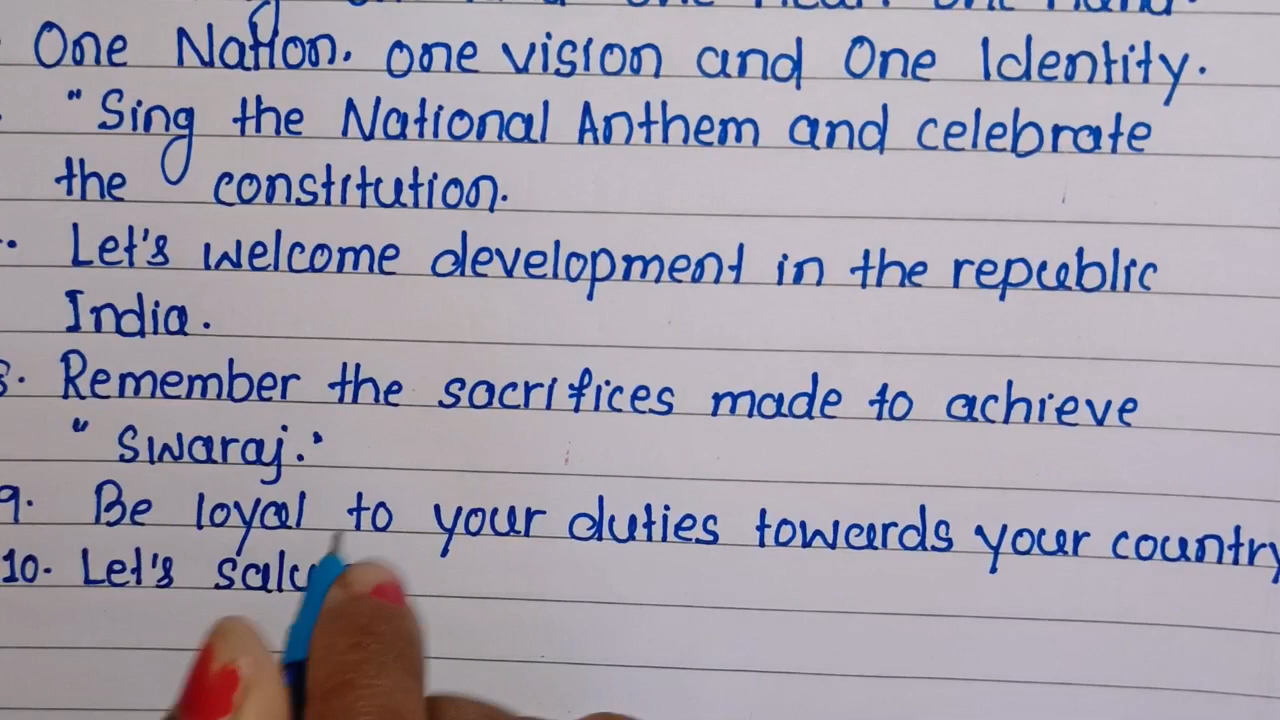 one
One Nation. one vision and One Identity.
"Sing the National Anthem and celebrate
the constitution.
Let's welcome development in the republic
India.
8. Remember the sacrifices made to achieve
"Swaraj."
9. Be loyal to your duties towards your country
10. Let's salu